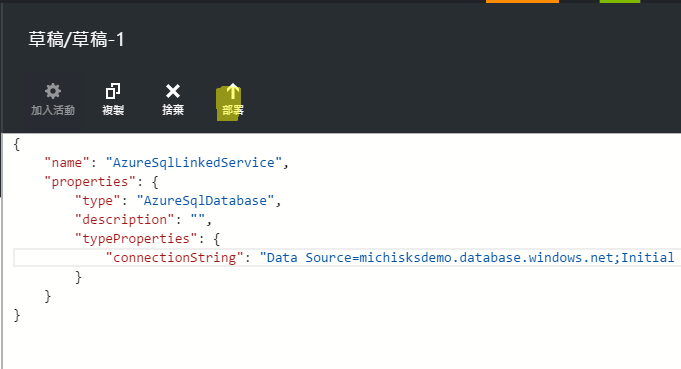 草稿/草稿-1
加入活動 複製 捨棄 部署
{
    "name": "AzureSqlLinkedService",
    "properties": {
        "type": "AzureSqlDatabase",
        "description": "",
        "typeProperties": {
            "connectionString": "Data Source=michisksdemo.database.windows.net;Initial
        }
    }
}